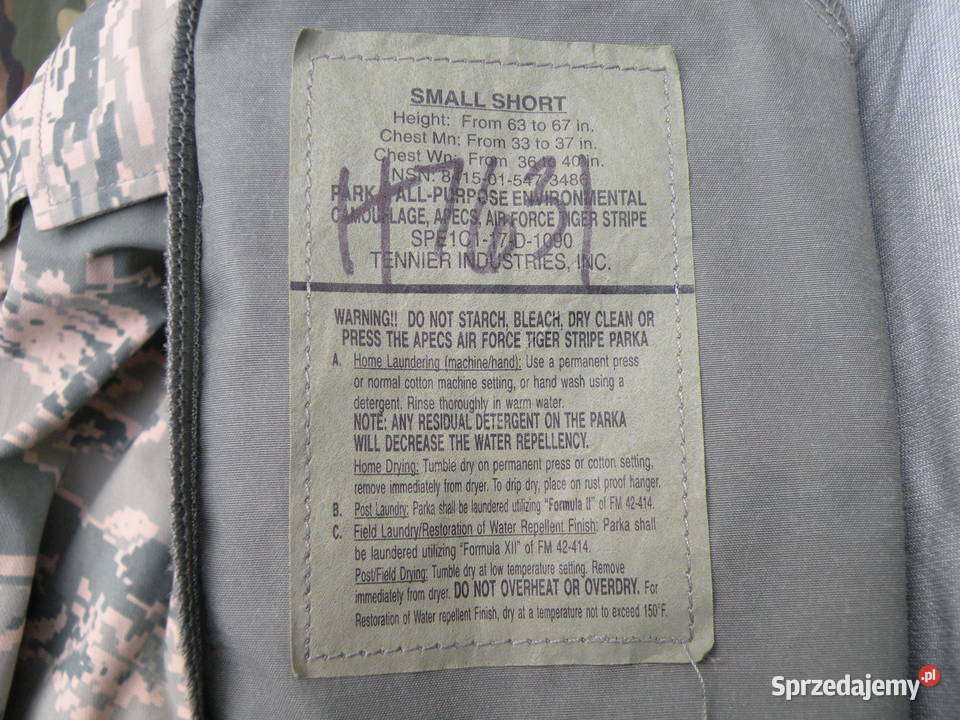 SMALL SHORT
Height: From 63 to 67 in.
Chest Mn: From 33 to 37 in.
Chest Wn: From 36 to 40 in.
NSN: 8415-01-547-3486
PARKA ALL-PURPOSE ENVIRONMENTAL
CAMOUFLAGE, APECS, AIR FORCE TIGER STRIPE
SPE1C1-17-D-1090
TENNIER INDUSTRIES, INC.
H7631
WARNING!! DO NOT STARCH, BLEACH, DRY CLEAN OR
PRESS THE APECS AIR FORCE TIGER STRIPE PARKA
A. Home Laundering (machine/hand): Use a permanent press
or normal cotton machine setting, or hand wash using a
detergent. Rinse thoroughly in warm water.
NOTE: ANY RESIDUAL DETERGENT ON THE PARKA
WILL DECREASE THE WATER REPELLENCY.
Home Drying: Tumble dry on permanent press or cotton setting,
remove immediately from dryer. To drip dry, place on rust proof hanger.
B. Post Laundry: Parka shall be laundered utilizing "Formula II" of FM 42-414.
C. Field Laundry/Restoration of Water Repellent Finish: Parka shall
be laundered utilizing "Formula XII" of FM 42-414.
Post/Field Drying: Tumble dry at low temperature setting. Remove
immediately from dryer. DO NOT OVERHEAT OR OVERDRY. For
Restoration of Water repellent Finish, dry at a temperature not to exceed 150°F.
Sprzedajemy.pl